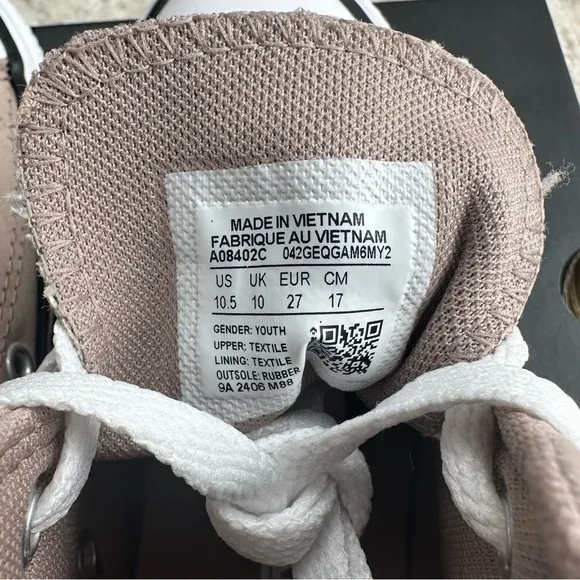 MADE IN VIETNAM
FABRIQUE AU VIETNAM
A08402C 042GEQGAM6MY2
US UK EUR CM
10.5 10 27 17
GENDER: YOUTH
UPPER: TEXTILE
LINING: TEXTILE
OUTSOLE: RUBBER
9A 2406 M88